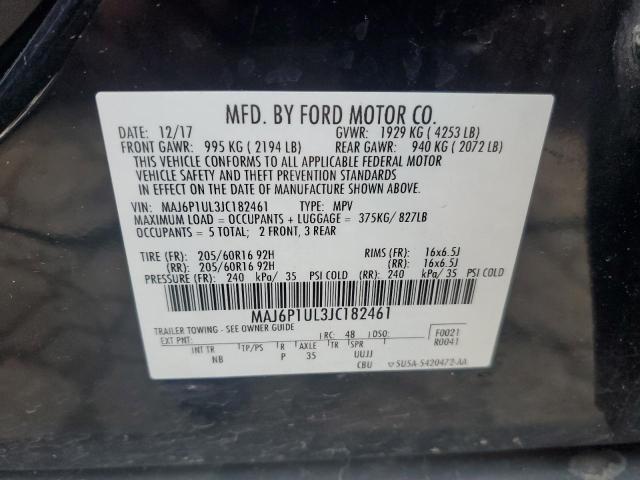 MFD. BY FORD MOTOR CO.
DATE: 12/17 GVWR: 1929 KG ( 4253 LB)
FRONT GAWR: 995 KG ( 2194 LB) REAR GAWR: 940 KG ( 2072 LB)
THIS VEHICLE CONFORMS TO ALL APPLICABLE FEDERAL MOTOR
VEHICLE SAFETY AND THEFT PREVENTION STANDARDS
IN EFFECT ON THE DATE OF MANUFACTURE SHOWN ABOVE.
VIN: MAJ6P1UL3JC182461 TYPE: MPV
MAXIMUM LOAD = OCCUPANTS + LUGGAGE = 375KG/ 827LB
OCCUPANTS = 5 TOTAL; 2 FRONT, 3 REAR
TIRE (FR): 205/60R16 92H RIMS (FR): 16x6.5J
(RR): 205/60R16 92H (RR): 16x6.5J
PRESSURE (FR): 240 kPa/ 35 PSI COLD (RR): 240 kPa/ 35 PSI COLD
MAJ6P1UL3JC182461
TRAILER TOWING - SEE OWNER GUIDE
EXT PNT: RC: 48 DSO: F0021
R0041
INT TR TP/PS R AXLE TR SPR
NB P 35 UUJJ
CBU SU5A-5420472-AA